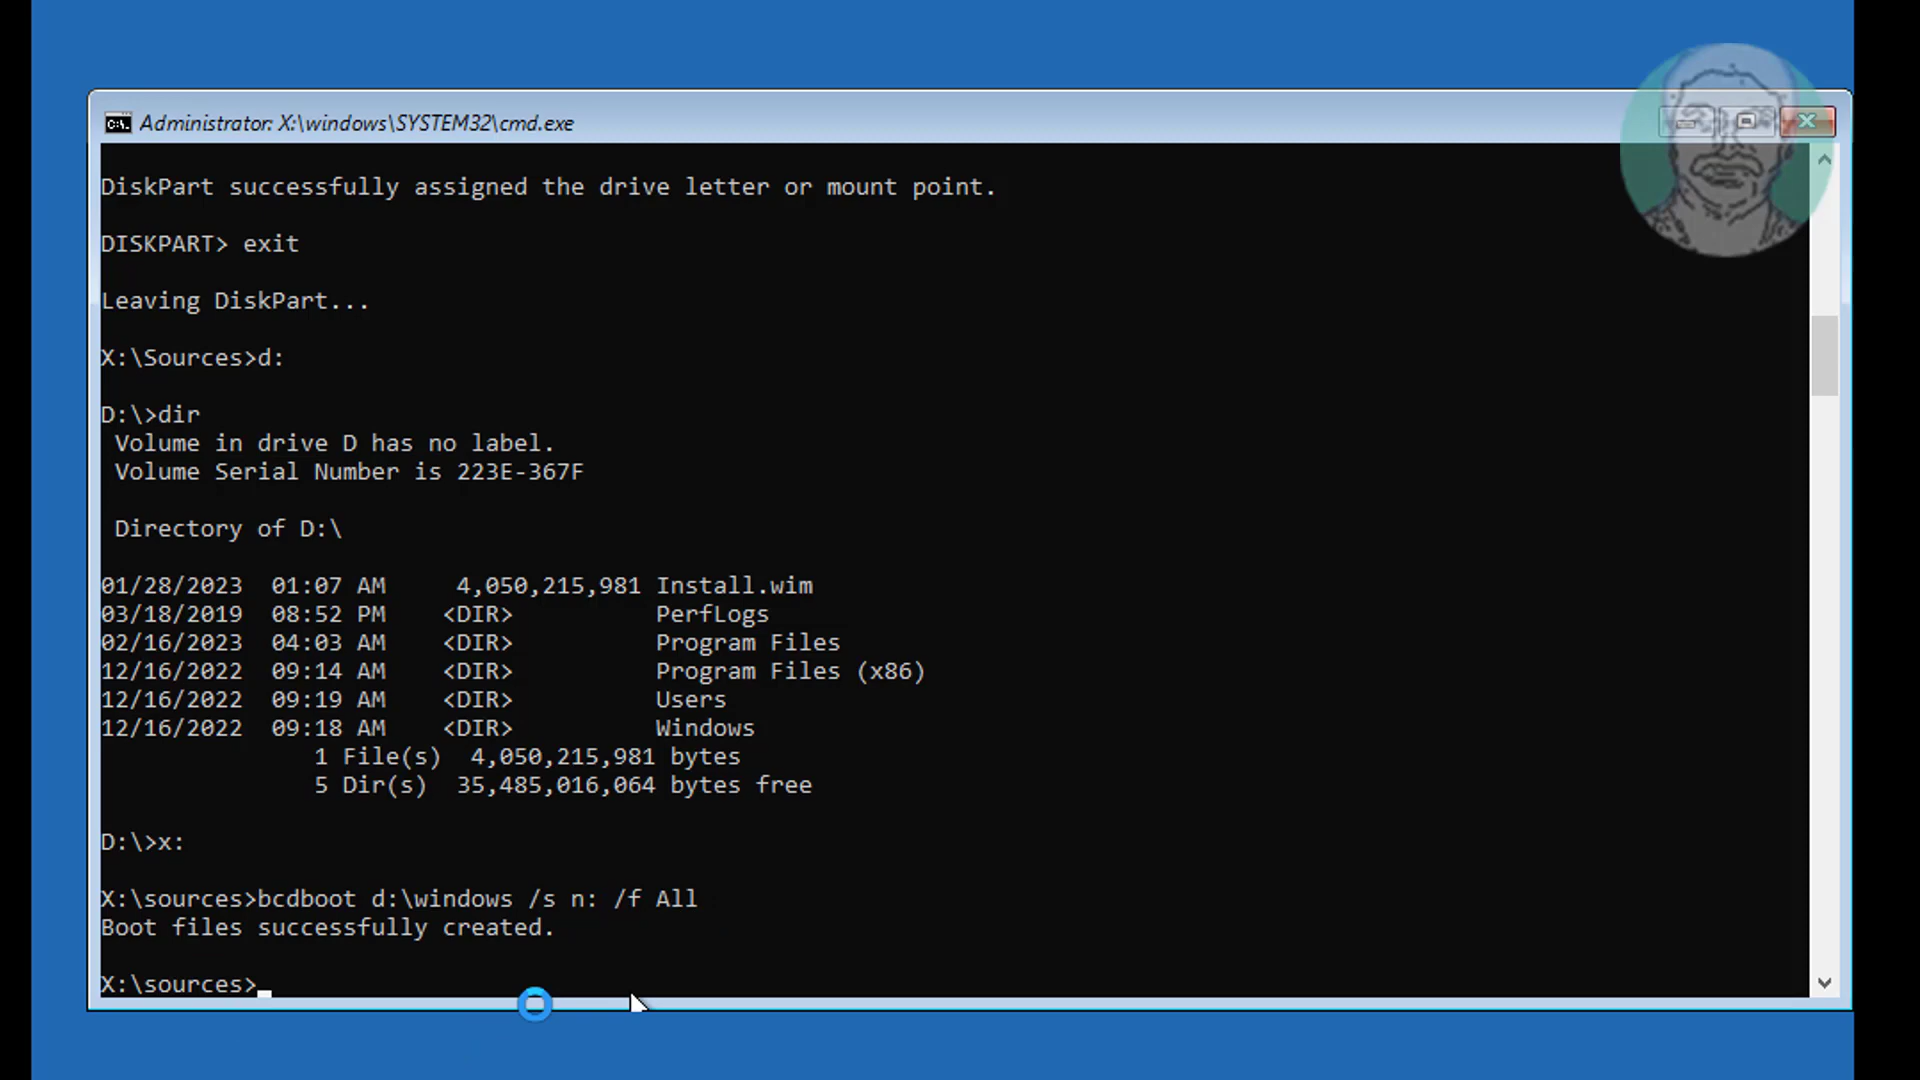 Administrator: X:\windows\SYSTEM32\cmd.exe
DiskPart successfully assigned the drive letter or mount point.
DISKPART> exit
Leaving DiskPart...
X:\Sources>d:
D:\>dir
Volume in drive D has no label.
Volume Serial Number is 223E-367F
Directory of D:\
01/28/2023  01:07 AM     4,050,215,981 Install.wim
03/18/2019  08:52 PM    <DIR>          PerfLogs
02/16/2023  04:03 AM    <DIR>          Program Files
12/16/2022  09:14 AM    <DIR>          Program Files (x86)
12/16/2022  09:19 AM    <DIR>          Users
12/16/2022  09:18 AM    <DIR>          Windows
1 File(s)  4,050,215,981 bytes
5 Dir(s)  35,485,016,064 bytes free
D:\>x:
X:\sources>bcdboot d:\windows /s n: /f All
Boot files successfully created.
X:\sources>